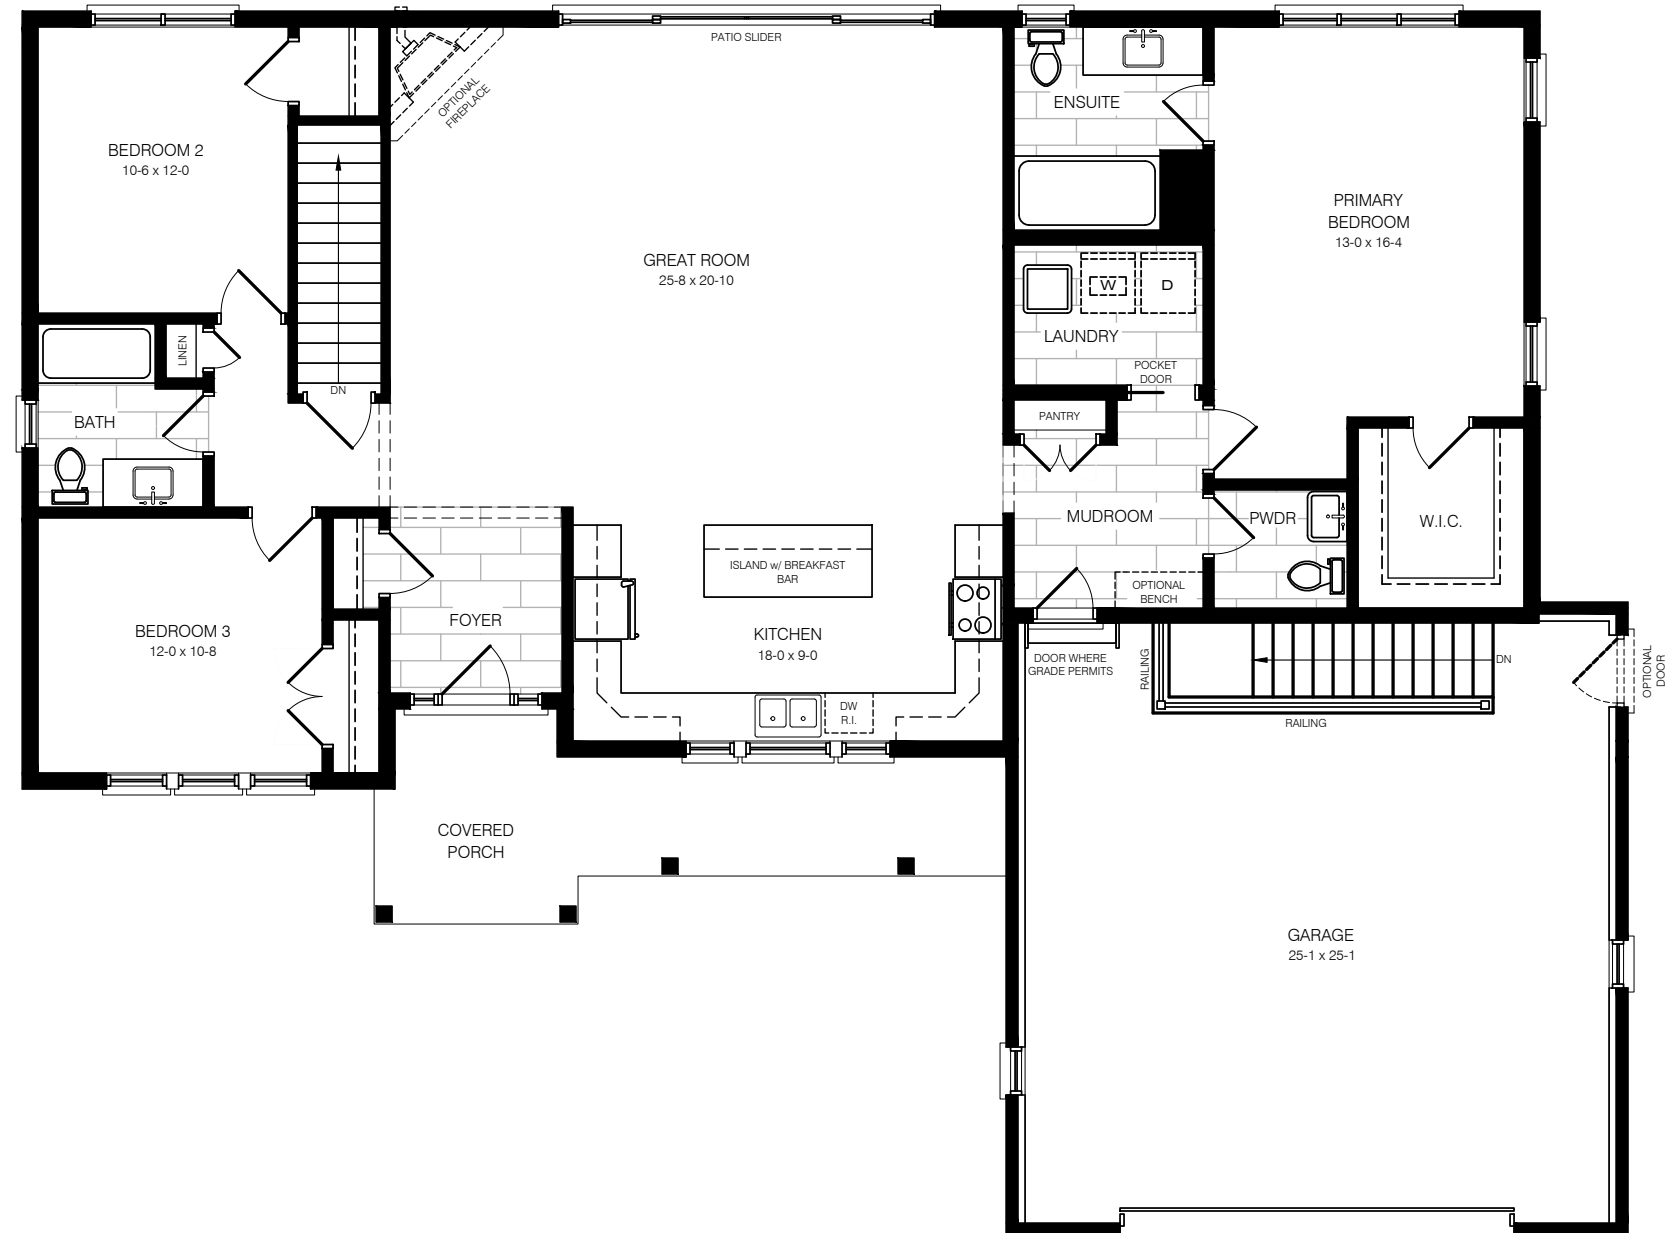 PATIO SLIDER
OPTIONAL
FIREPLACE
ENSUITE
BEDROOM 2
10-6 x 12-0
PRIMARY
BEDROOM
13-0 x 16-4
GREAT ROOM
25-8 x 20-10
W
D
LAUNDRY
LINEN
POCKET
DOOR
DN
PANTRY
BATH
MUDROOM
PWDR
W.I.C.
ISLAND w/ BREAKFAST
BAR
OPTIONAL
BENCH
FOYER
BEDROOM 3
12-0 x 10-8
KITCHEN
18-0 x 9-0
DOOR WHERE
GRADE PERMITS
RAILING
DN
OPTIONAL
DOOR
DW
R.I.
RAILING
COVERED
PORCH
GARAGE
25-1 x 25-1